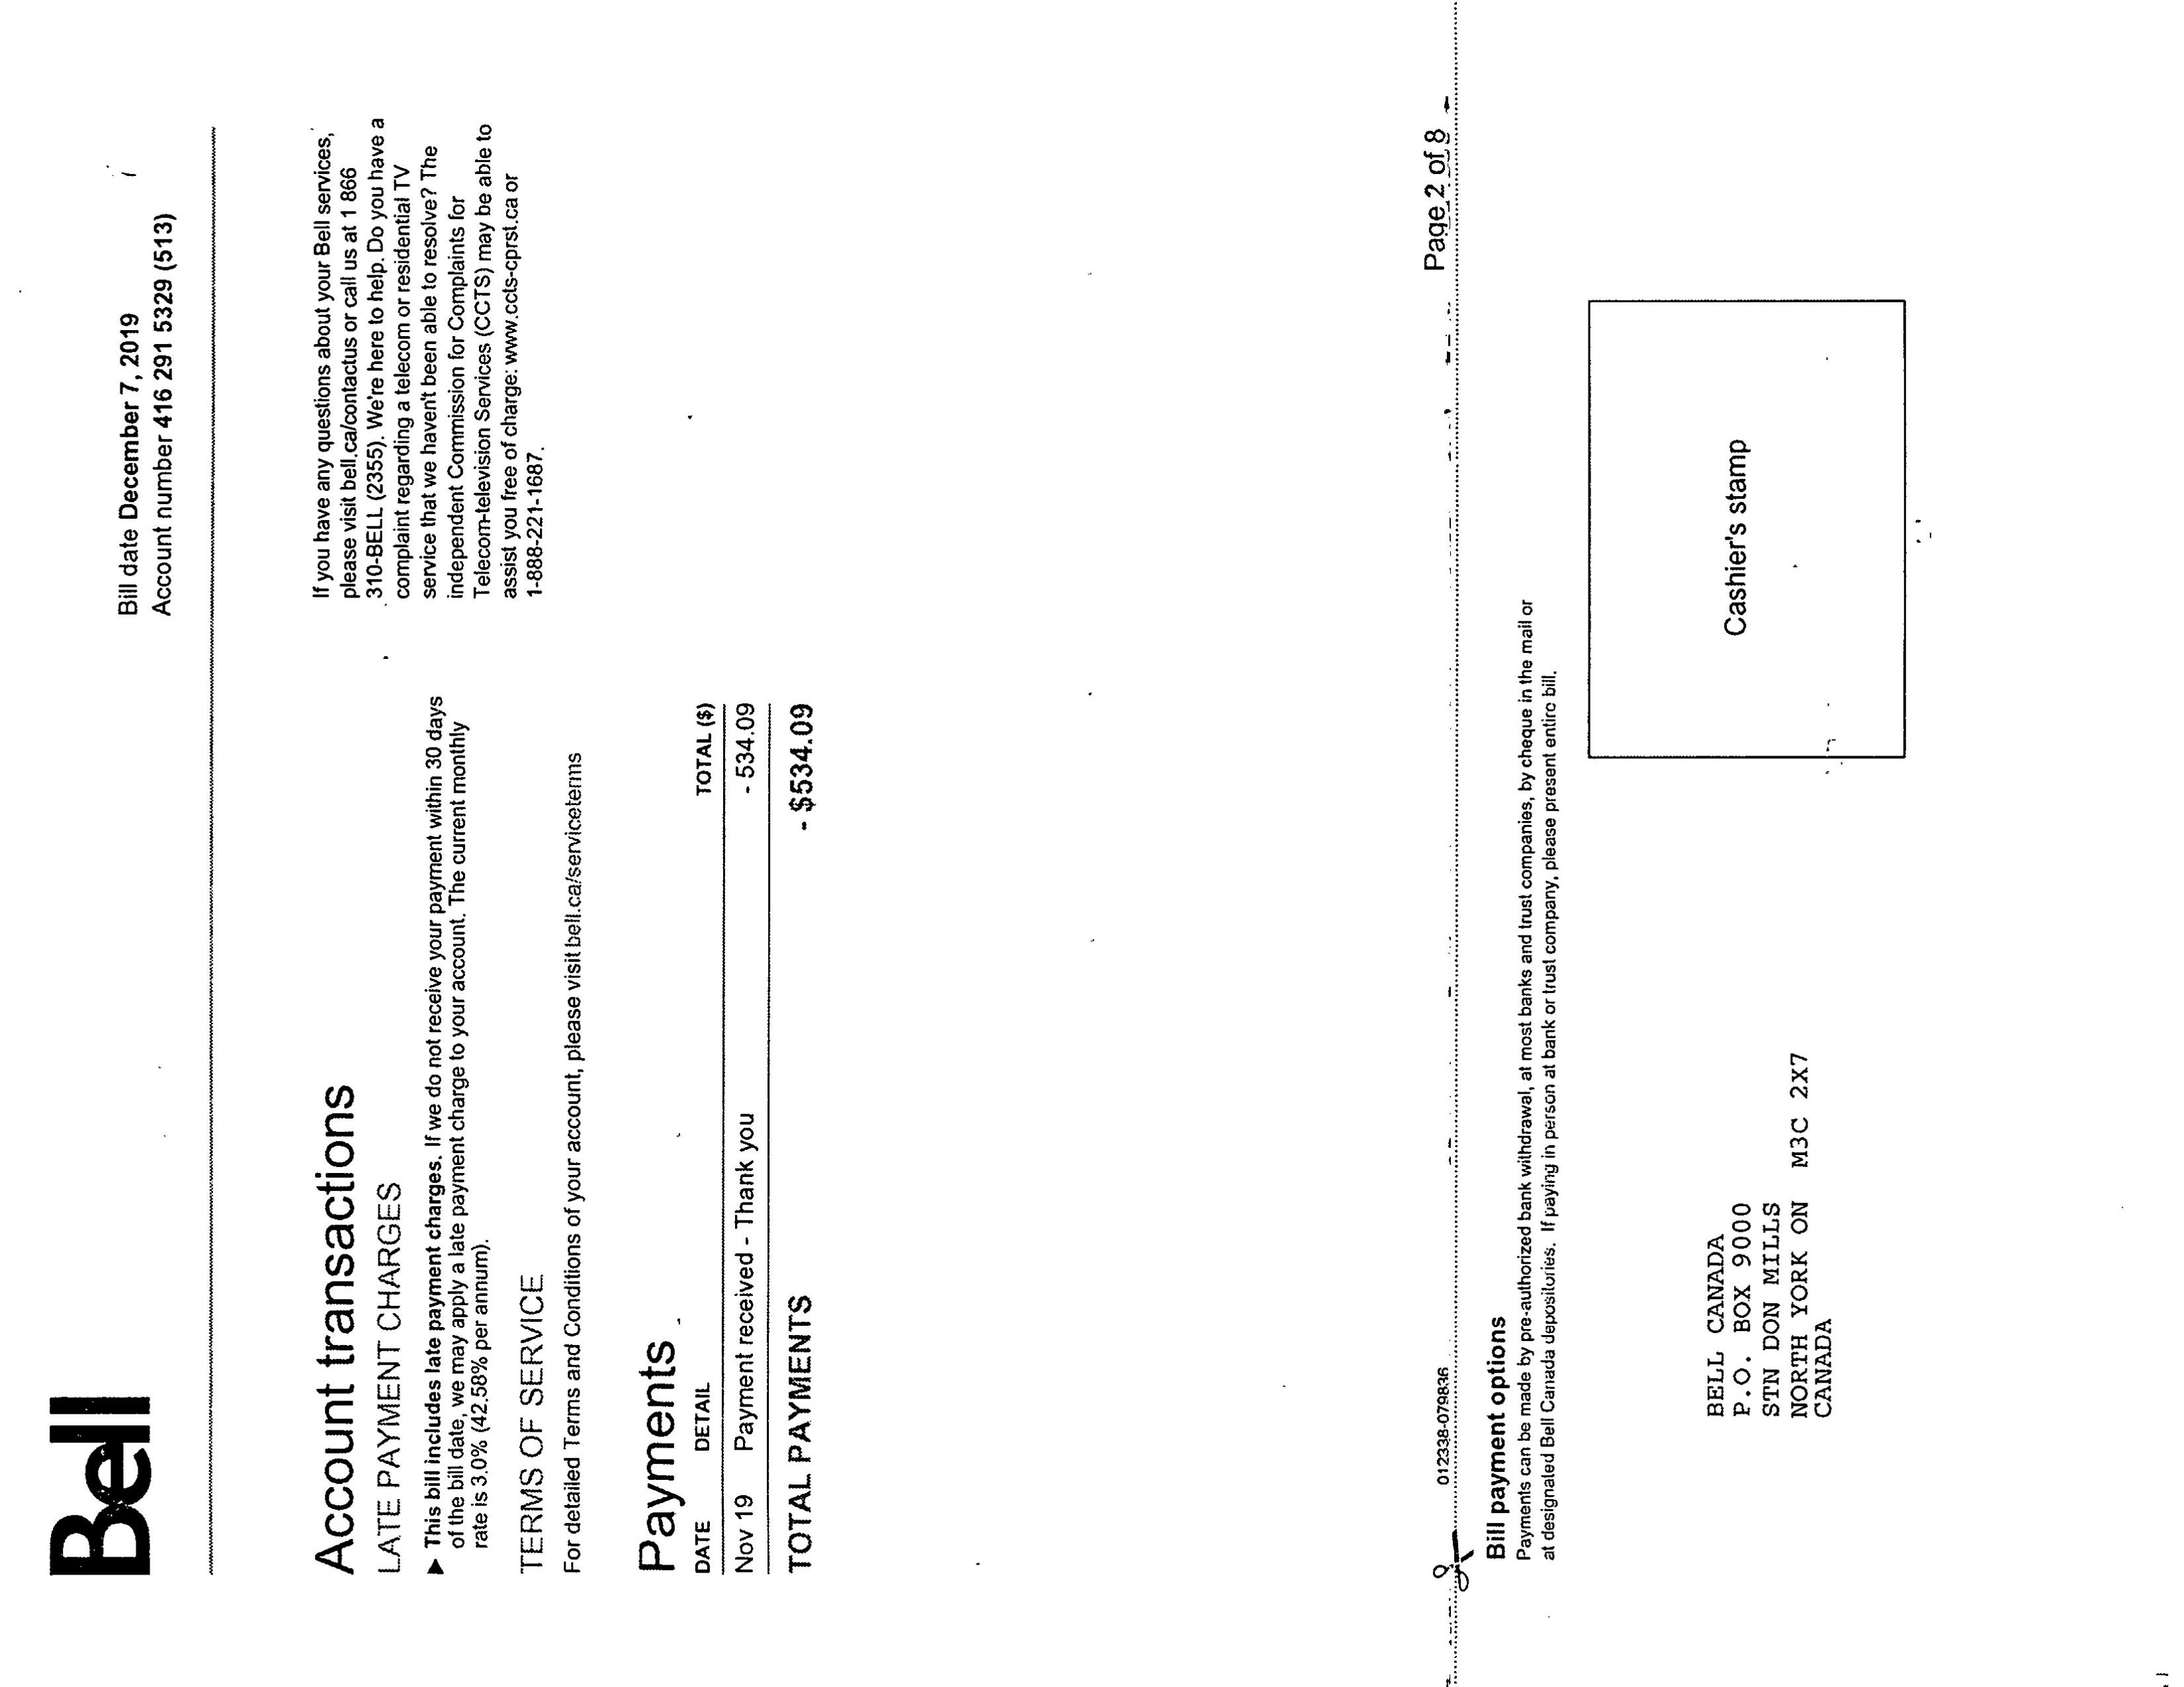 Bell
Bill date December 7, 2019
Account number 416 291 5329 (513)
Account transactions
LATE PAYMENT CHARGES
▶ This bill includes late payment charges. If we do not receive your payment within 30 days
of the bill date, we may apply a late payment charge to your account. The current monthly
rate is 3.0% (42.58% per annum).
TERMS OF SERVICE
For detailed Terms and Conditions of your account, please visit bell.ca/serviceterms
If you have any questions about your Bell services,
please visit bell.ca/contactus or call us at 1 866
310-BELL (2355). We're here to help. Do you have a
complaint regarding a telecom or residential TV
service that we haven't been able to resolve? The
independent Commission for Complaints for
Telecom-television Services (CCTS) may be able to
assist you free of charge: www.ccts-cprst.ca or
1-888-221-1687.
Payments
DATE DETAIL TOTAL ($)
Nov 19 Payment received - Thank you - 534.09
TOTAL PAYMENTS - $534.09
012338-079836 Page 2 of 8
Bill payment options
Payments can be made by pre-authorized bank withdrawal, at most banks and trust companies, by cheque in the mail or
at designated Bell Canada depositories. If paying in person at bank or trust company, please present entire bill.
BELL CANADA
P.O. BOX 9000
STN DON MILLS
NORTH YORK ON M3C 2X7
CANADA
Cashier's stamp